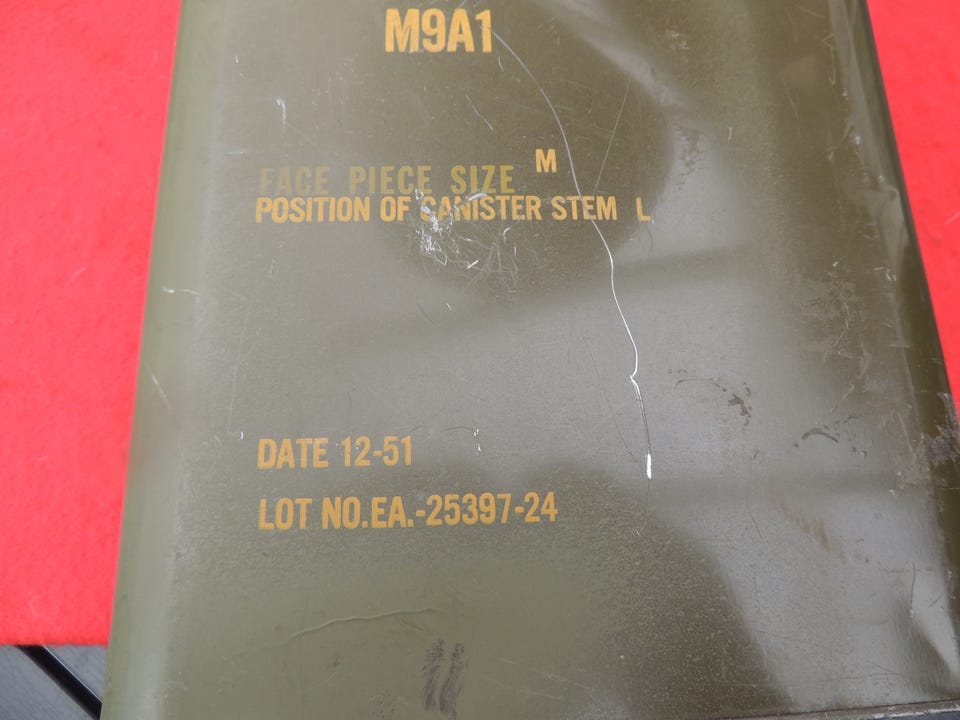 M9A1
FACE PIECE SIZE M
POSITION OF CANISTER STEM L
DATE 12-51
LOT NO.EA.-25397-24